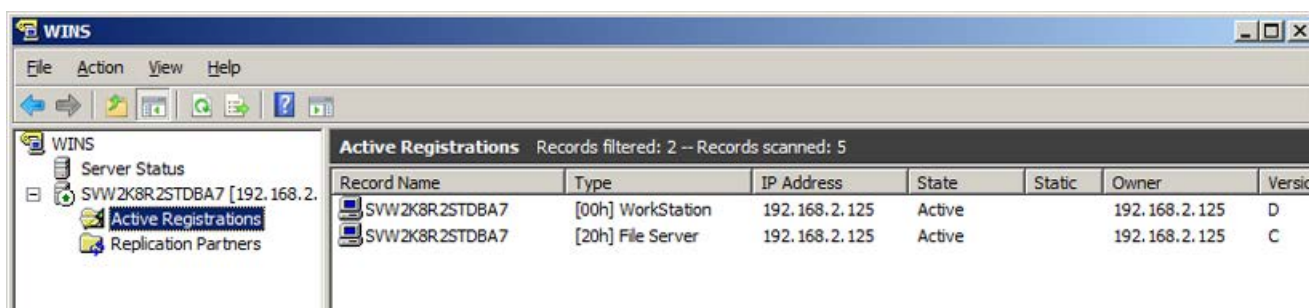 WINS
File Action View Help
WINS
Server Status
SVW2K8R2STDBA7 [192.168.2.
Active Registrations
Replication Partners
Active Registrations Records filtered: 2 -- Records scanned: 5
Record Name Type IP Address State Static Owner Versio
SVW2K8R2STDBA7 [00h] WorkStation 192.168.2.125 Active 192.168.2.125 D
SVW2K8R2STDBA7 [20h] File Server 192.168.2.125 Active 192.168.2.125 C